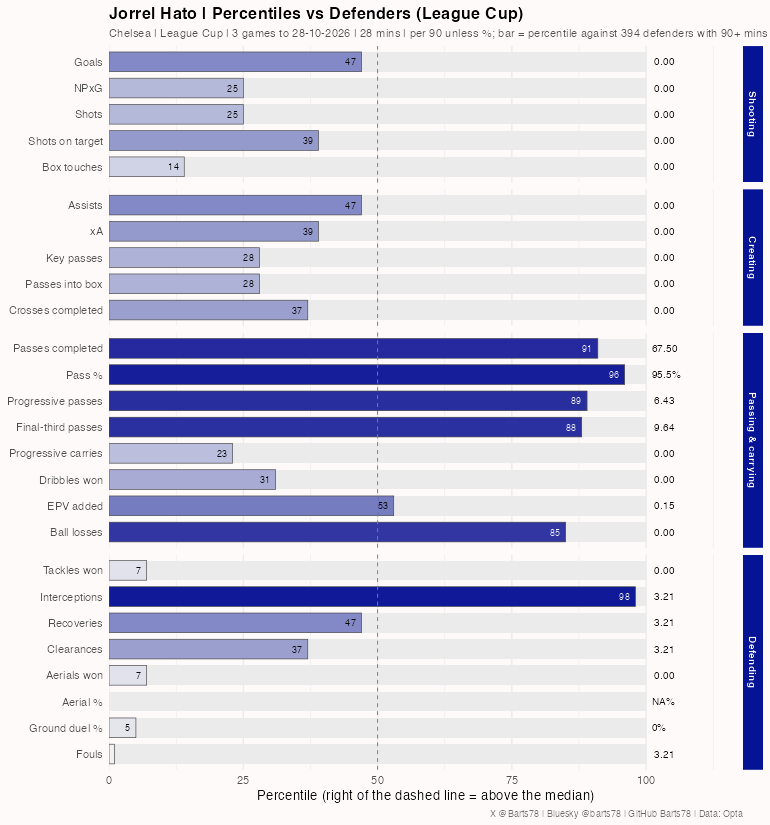 Jorrel Hato | Percentiles vs Defenders (League Cup)
Chelsea | League Cup | 3 games to 28-10-2026 | 28 mins | per 90 unless %; bar = percentile against 394 defenders with 90+ mins
Shooting
Goals 47 0.00
NPxG 25 0.00
Shots 25 0.00
Shots on target 39 0.00
Box touches 14 0.00
Creating
Assists 47 0.00
xA 39 0.00
Key passes 28 0.00
Passes into box 28 0.00
Crosses completed 37 0.00
Passing & carrying
Passes completed 91 67.50
Pass % 96 95.5%
Progressive passes 89 6.43
Final-third passes 88 9.64
Progressive carries 23 0.00
Dribbles won 31 0.00
EPV added 53 0.15
Ball losses 85 0.00
Defending
Tackles won 7 0.00
Interceptions 98 3.21
Recoveries 47 3.21
Clearances 37 3.21
Aerials won 7 0.00
Aerial % NA%
Ground duel % 5 0%
Fouls 3.21
0 25 50 75 100
Percentile (right of the dashed line = above the median)
X @Barts78 | Bluesky @barts78 | GitHub Barts78 | Data: Opta